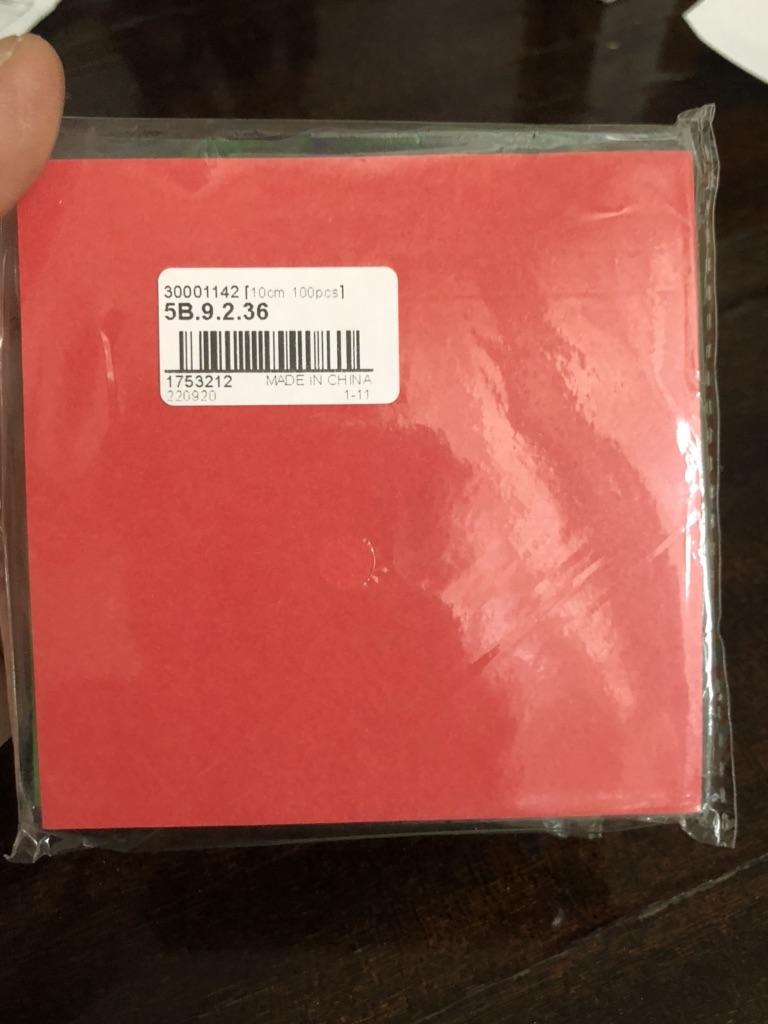 30001142 [10cm 100pcs]
5B.9.2.36
1753212 MADE IN CHINA
220920 1-11